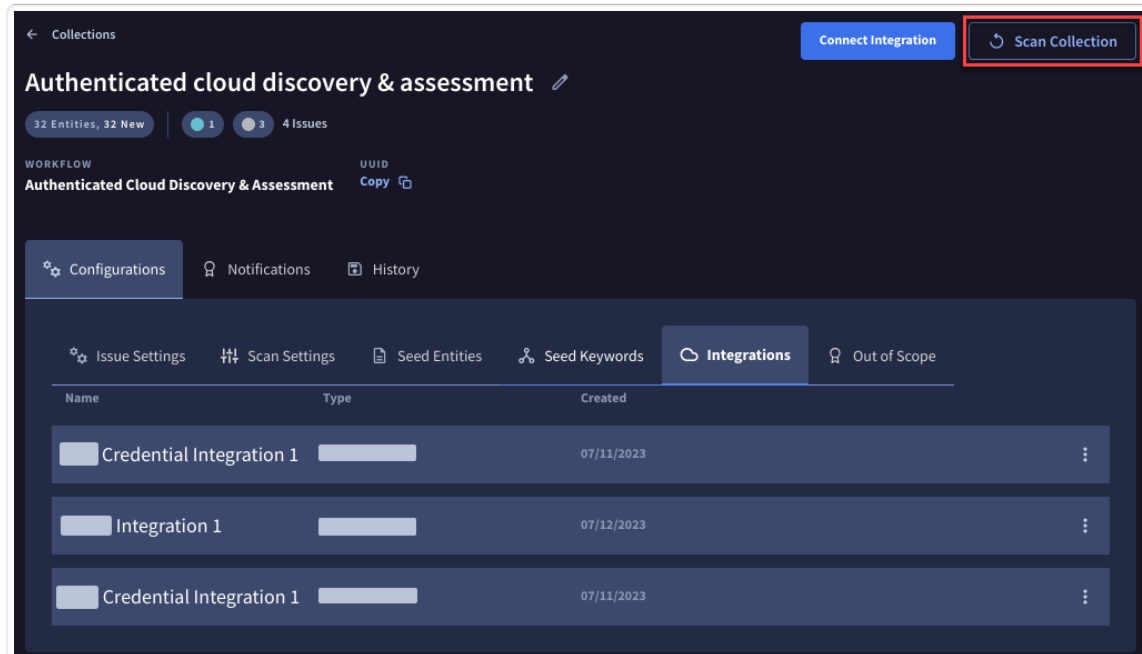 Collections
Connect Integration
Scan Collection
Authenticated cloud discovery & assessment
32 Entities, 32 New
1
3
4 Issues
WORKFLOW
UUID
Authenticated Cloud Discovery & Assessment
Copy
Configurations
Notifications
History
Issue Settings
Scan Settings
Seed Entities
Seed Keywords
Integrations
Out of Scope
Name
Type
Created
Credential Integration 1
07/11/2023
Integration 1
07/12/2023
Credential Integration 1
07/11/2023